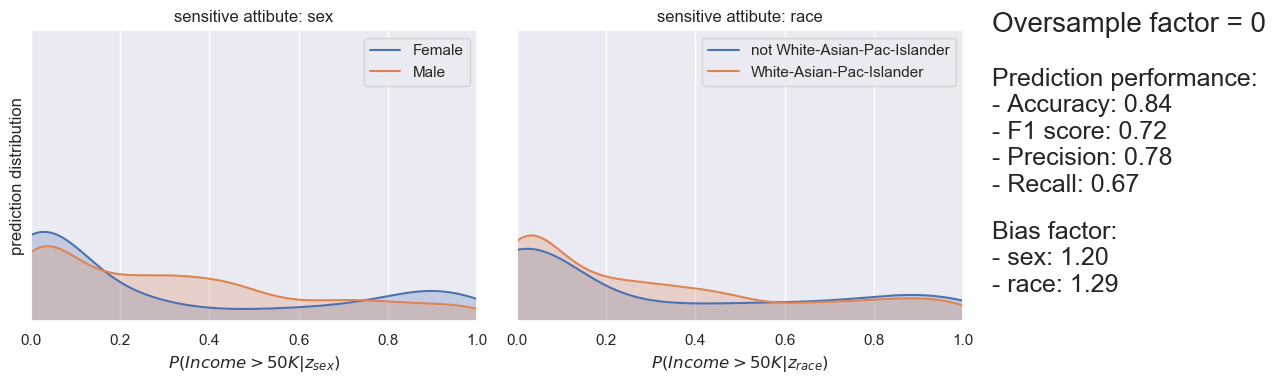 sensitive attibute: sex
Female
Male
prediction distribution
0.0 0.2 0.4 0.6 0.8 1.0
P(Income > 50K|z_sex)
sensitive attibute: race
not White-Asian-Pac-Islander
White-Asian-Pac-Islander
0.0 0.2 0.4 0.6 0.8 1.0
P(Income > 50K|z_race)
Oversample factor = 0
Prediction performance:
- Accuracy: 0.84
- F1 score: 0.72
- Precision: 0.78
- Recall: 0.67
Bias factor:
- sex: 1.20
- race: 1.29